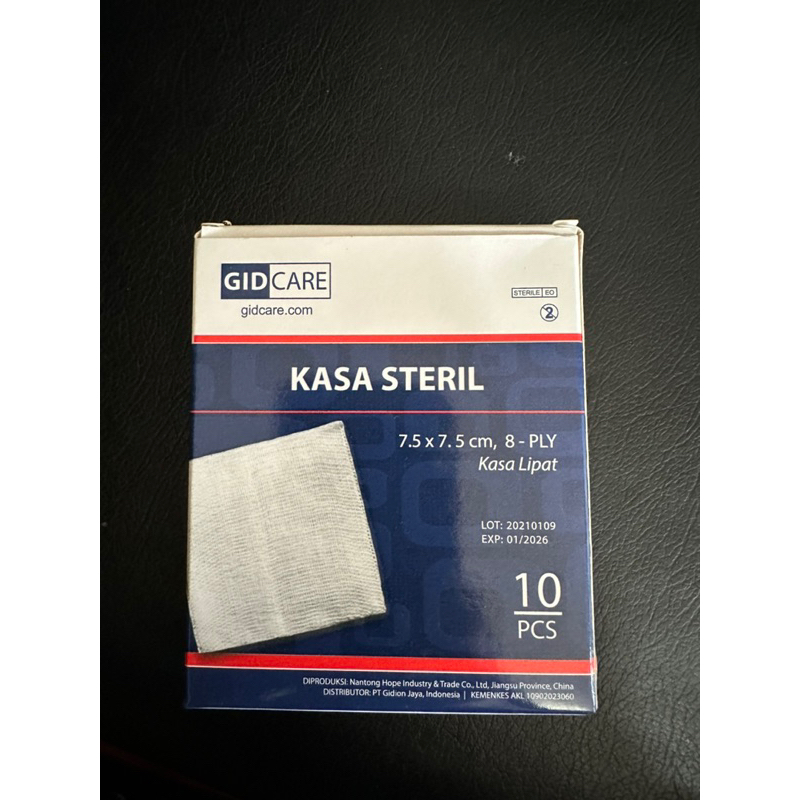 GIDCARE
gidcare.com
STERILE EO
2
KASA STERIL
7.5 x 7. 5 cm, 8 - PLY
Kasa Lipat
LOT: 20210109
EXP: 01/2026
10
PCS
DIPRODUKSI: Nantong Hope Industry & Trade Co., Ltd, Jiangsu Province, China
DISTRIBUTOR: PT Gidion Jaya, Indonesia | KEMENKES AKL 10902023060